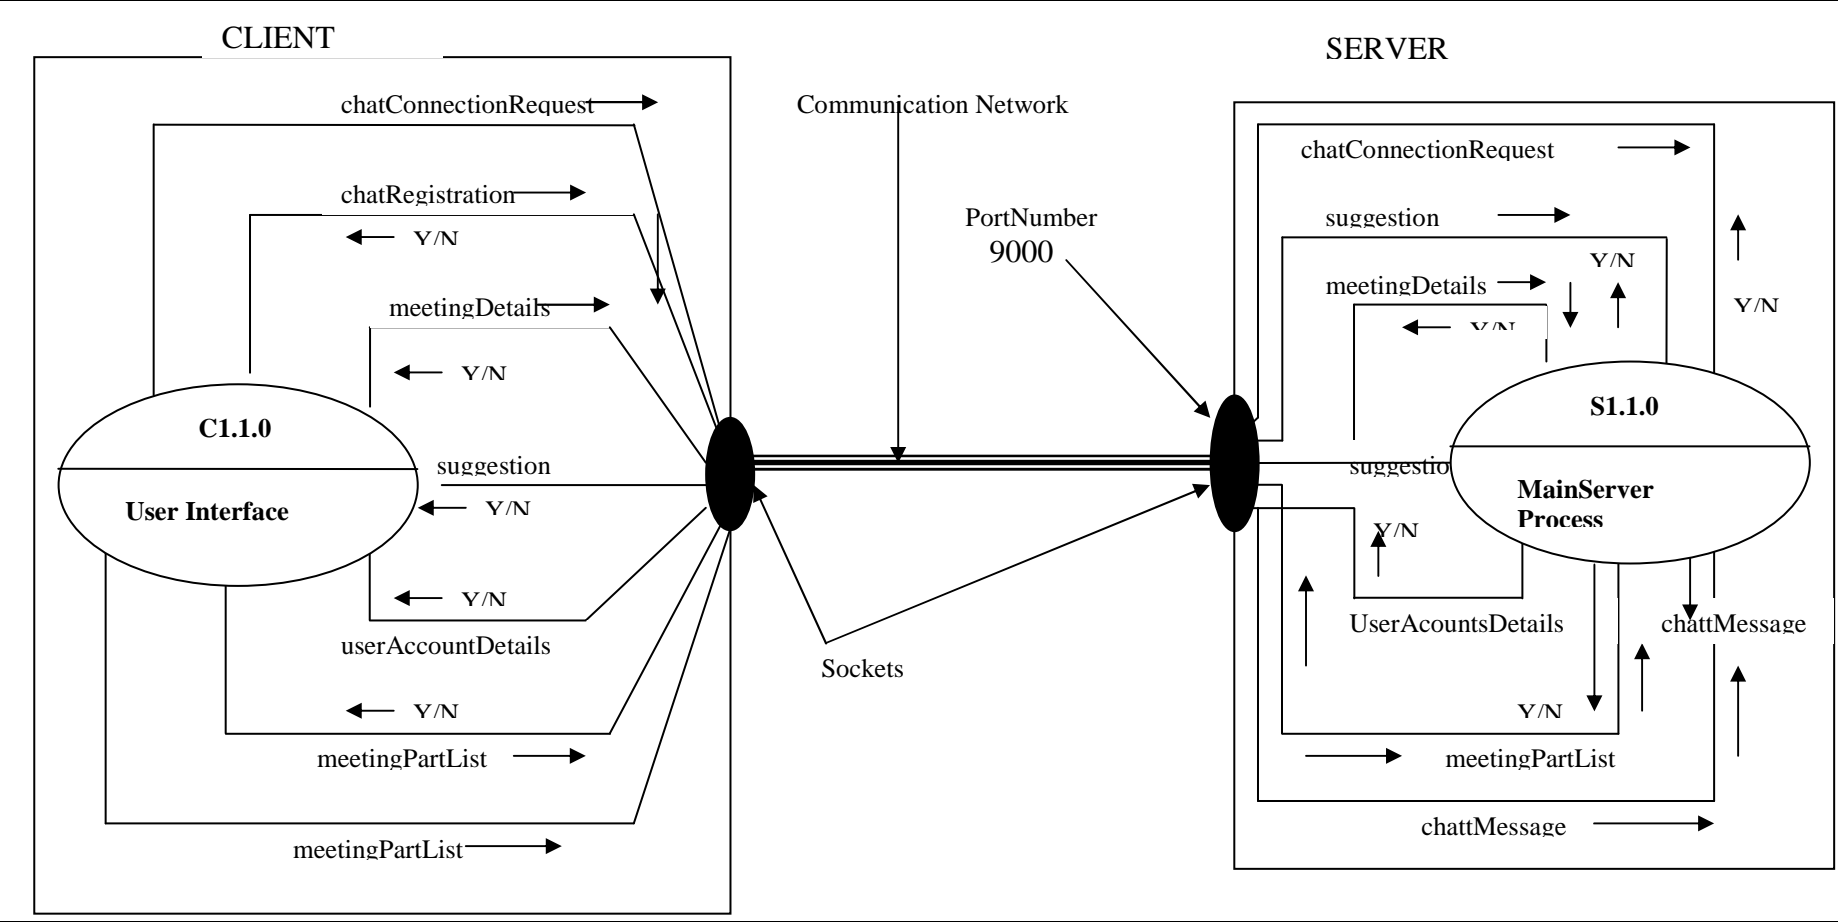 CLIENT
SERVER
chatConnectionRequest
Communication Network
chatConnectionRequest
chatRegistration
PortNumber
9000
suggestion
Y/N
Y/N
meetingDetails
Y/N
meetingDetails
Y/N
Y/N
Y/N
C1.1.0
S1.1.0
suggestion
suggestio
User Interface
Y/N
MainServer
Process
Y/N
Y/N
userAccountDetails
UserAcountsDetails
chattMessage
Sockets
Y/N
Y/N
meetingPartList
meetingPartList
meetingPartList
chattMessage